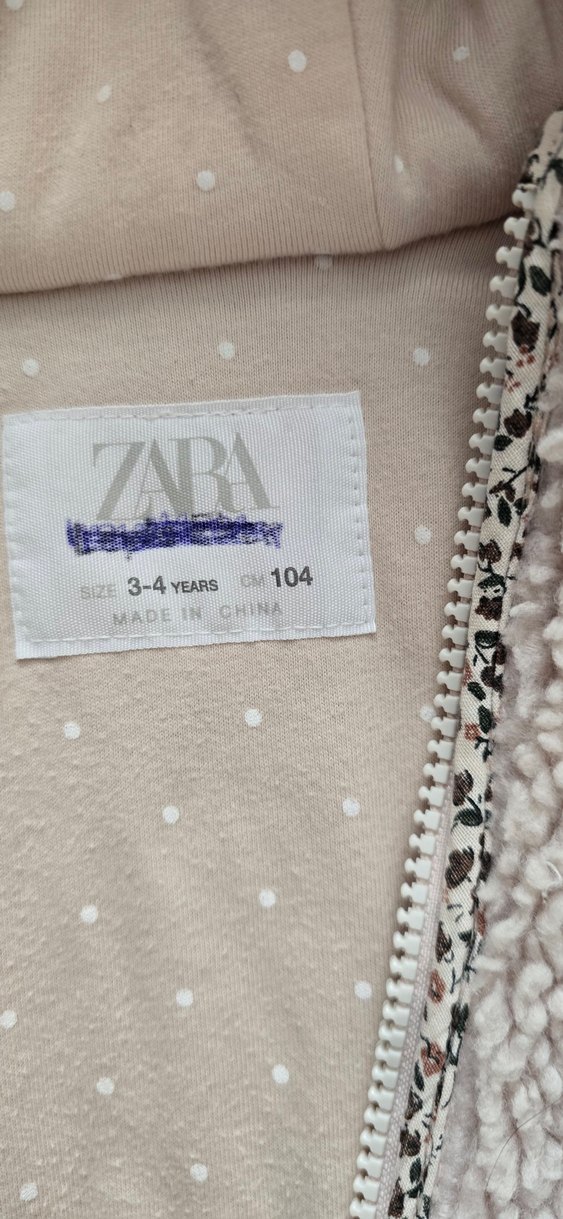 ZARA
SIZE 3-4 YEARS CM 104
MADE IN CHINA